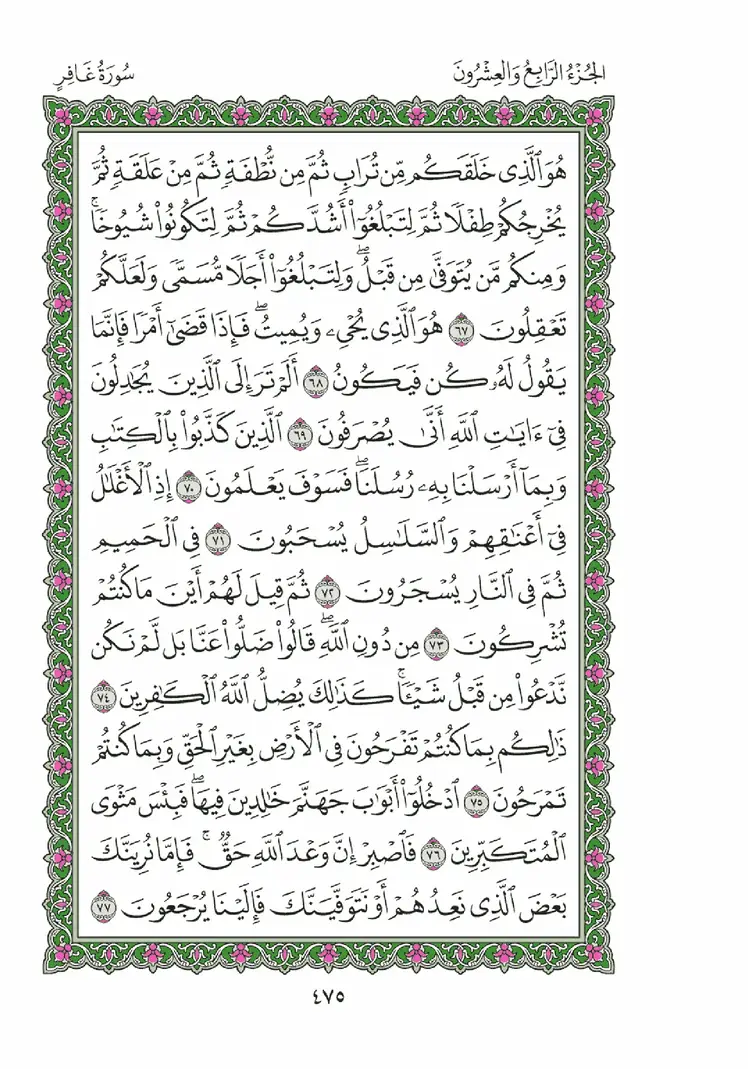 الجُزْءُ الرَّابِعُ وَالعِشْرُونَ
سُورَةُ غَافِرٍ
هُوَ ٱلَّذِى خَلَقَكُم مِّن تُرَابٍ ثُمَّ مِن نُّطْفَةٍ ثُمَّ مِنْ عَلَقَةٍ ثُمَّ
يُخْرِجُكُمْ طِفْلًا ثُمَّ لِتَبْلُغُوٓا۟ أَشُدَّكُمْ ثُمَّ لِتَكُونُوا۟ شُيُوخًا ۚ
وَمِنكُم مَّن يُتَوَفَّىٰ مِن قَبْلُ ۖ وَلِتَبْلُغُوٓا۟ أَجَلًا مُّسَمًّى وَلَعَلَّكُمْ
تَعْقِلُونَ ٦٧ هُوَ ٱلَّذِى يُحْىِۦ وَيُمِيتُ ۖ فَإِذَا قَضَىٰٓ أَمْرًا فَإِنَّمَا
يَقُولُ لَهُۥ كُن فَيَكُونُ ٦٨ أَلَمْ تَرَ إِلَى ٱلَّذِينَ يُجَٰدِلُونَ
فِىٓ ءَايَٰتِ ٱللَّهِ أَنَّىٰ يُصْرَفُونَ ٦٩ ٱلَّذِينَ كَذَّبُوا۟ بِٱلْكِتَٰبِ
وَبِمَآ أَرْسَلْنَا بِهِۦ رُسُلَنَا ۖ فَسَوْفَ يَعْلَمُونَ ٧٠ إِذِ ٱلْأَغْلَٰلُ
فِىٓ أَعْنَٰقِهِمْ وَٱلسَّلَٰسِلُ يُسْحَبُونَ ٧١ فِى ٱلْحَمِيمِ
ثُمَّ فِى ٱلنَّارِ يُسْجَرُونَ ٧٢ ثُمَّ قِيلَ لَهُمْ أَيْنَ مَا كُنتُمْ
تُشْرِكُونَ ٧٣ مِن دُونِ ٱللَّهِ ۖ قَالُوا۟ ضَلُّوا۟ عَنَّا بَل لَّمْ نَكُن
نَّدْعُوا۟ مِن قَبْلُ شَيْـًٔا ۚ كَذَٰلِكَ يُضِلُّ ٱللَّهُ ٱلْكَٰفِرِينَ ٧٤
ذَٰلِكُم بِمَا كُنتُمْ تَفْرَحُونَ فِى ٱلْأَرْضِ بِغَيْرِ ٱلْحَقِّ وَبِمَا كُنتُمْ
تَمْرَحُونَ ٧٥ ٱدْخُلُوٓا۟ أَبْوَٰبَ جَهَنَّمَ خَٰلِدِينَ فِيهَا ۖ فَبِئْسَ مَثْوَى
ٱلْمُتَكَبِّرِينَ ٧٦ فَٱصْبِرْ إِنَّ وَعْدَ ٱللَّهِ حَقٌّ ۚ فَإِمَّا نُرِيَنَّكَ
بَعْضَ ٱلَّذِى نَعِدُهُمْ أَوْ نَتَوَفَّيَنَّكَ فَإِلَيْنَا يُرْجَعُونَ ٧٧
٤٧٥